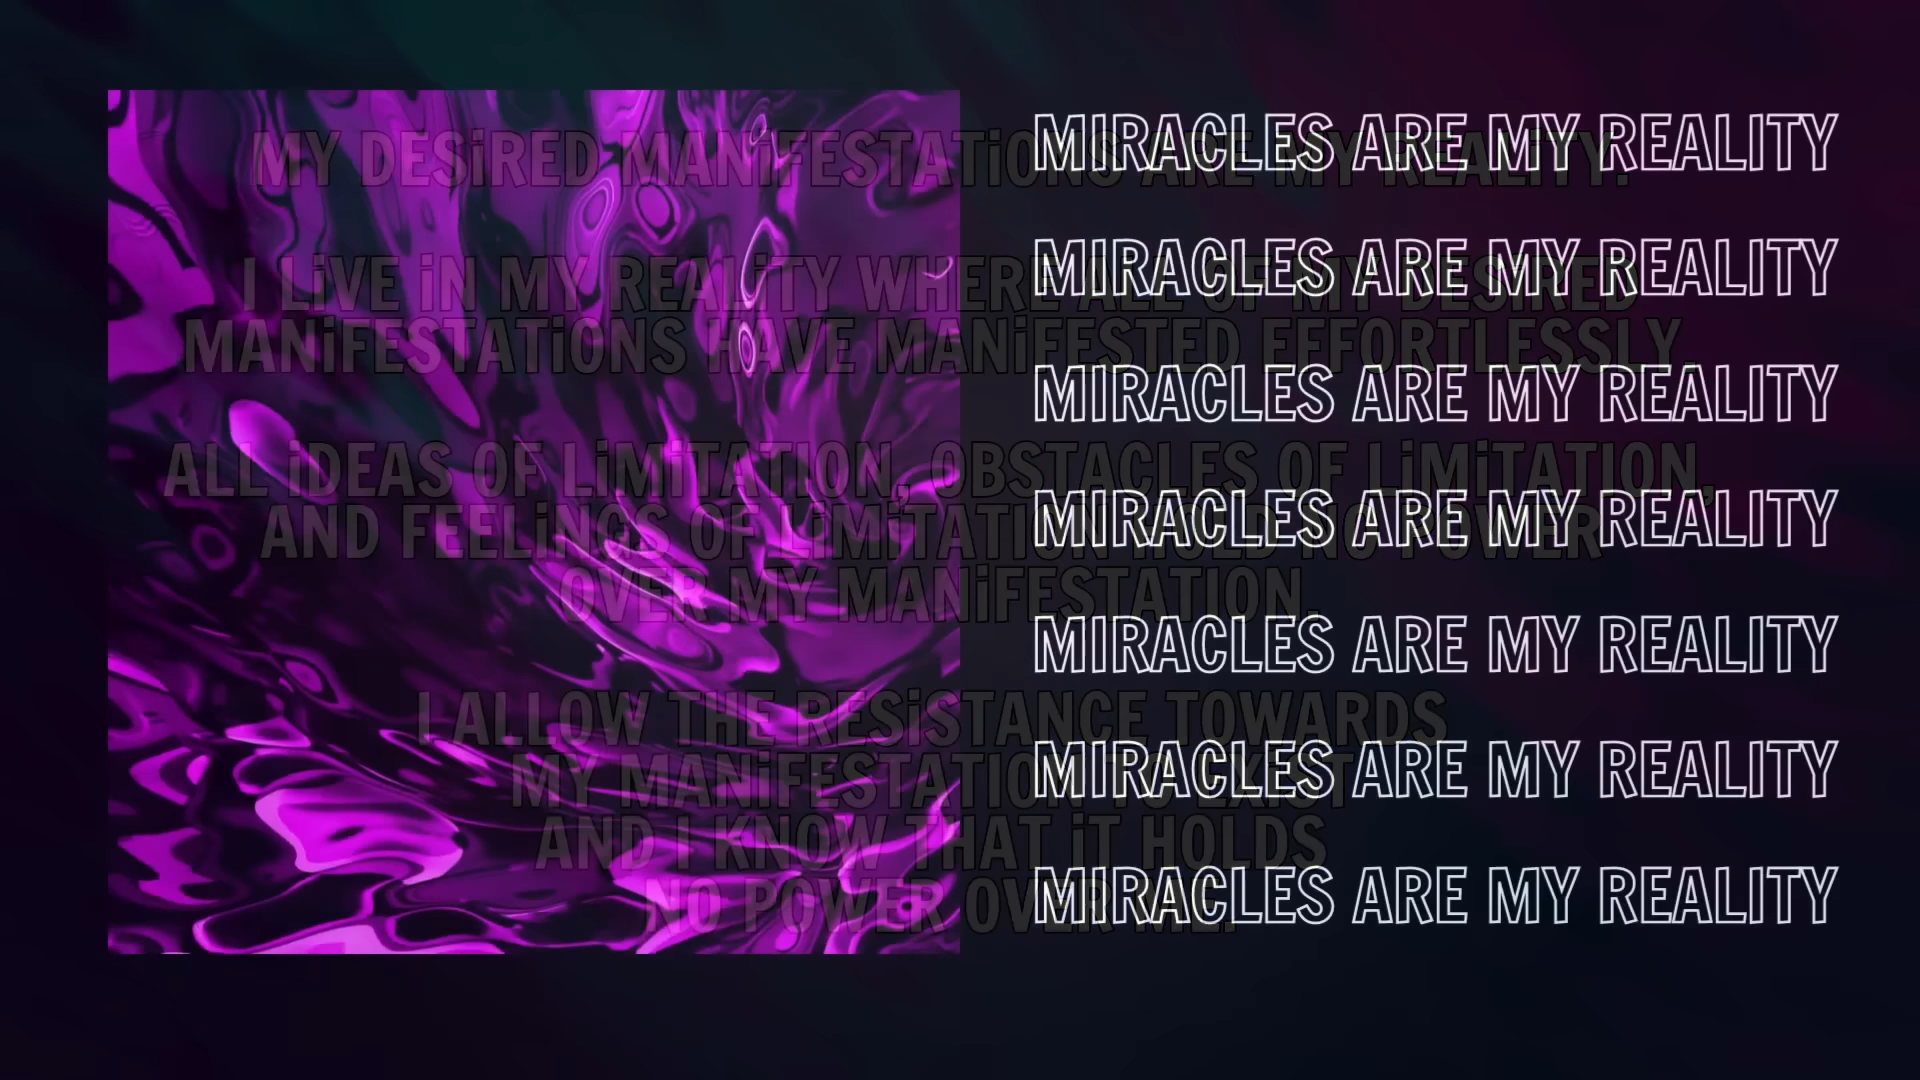 MY DESiRED MANiFESTATiONS ARE MY REALiTY.
I LiVE iN MY REALiTY WHERE ALL OF MY DESiRED
MANiFESTATiONS HAVE MANiFESTED EFFORTLESSLY.
ALL iDEAS OF LiMiTATION, OBSTACLES OF LiMiTATION,
AND FEELiNGS OF LiMiTATION HOLD NO POWER
OVER MY MANiFESTATION.
I ALLOW THE RESiSTANCE TOWARDS
MY MANiFESTATION TO EXiST
AND I KNOW THAT iT HOLDS
NO POWER OVER ME.
MIRACLES ARE MY REALITY
MIRACLES ARE MY REALITY
MIRACLES ARE MY REALITY
MIRACLES ARE MY REALITY
MIRACLES ARE MY REALITY
MIRACLES ARE MY REALITY
MIRACLES ARE MY REALITY